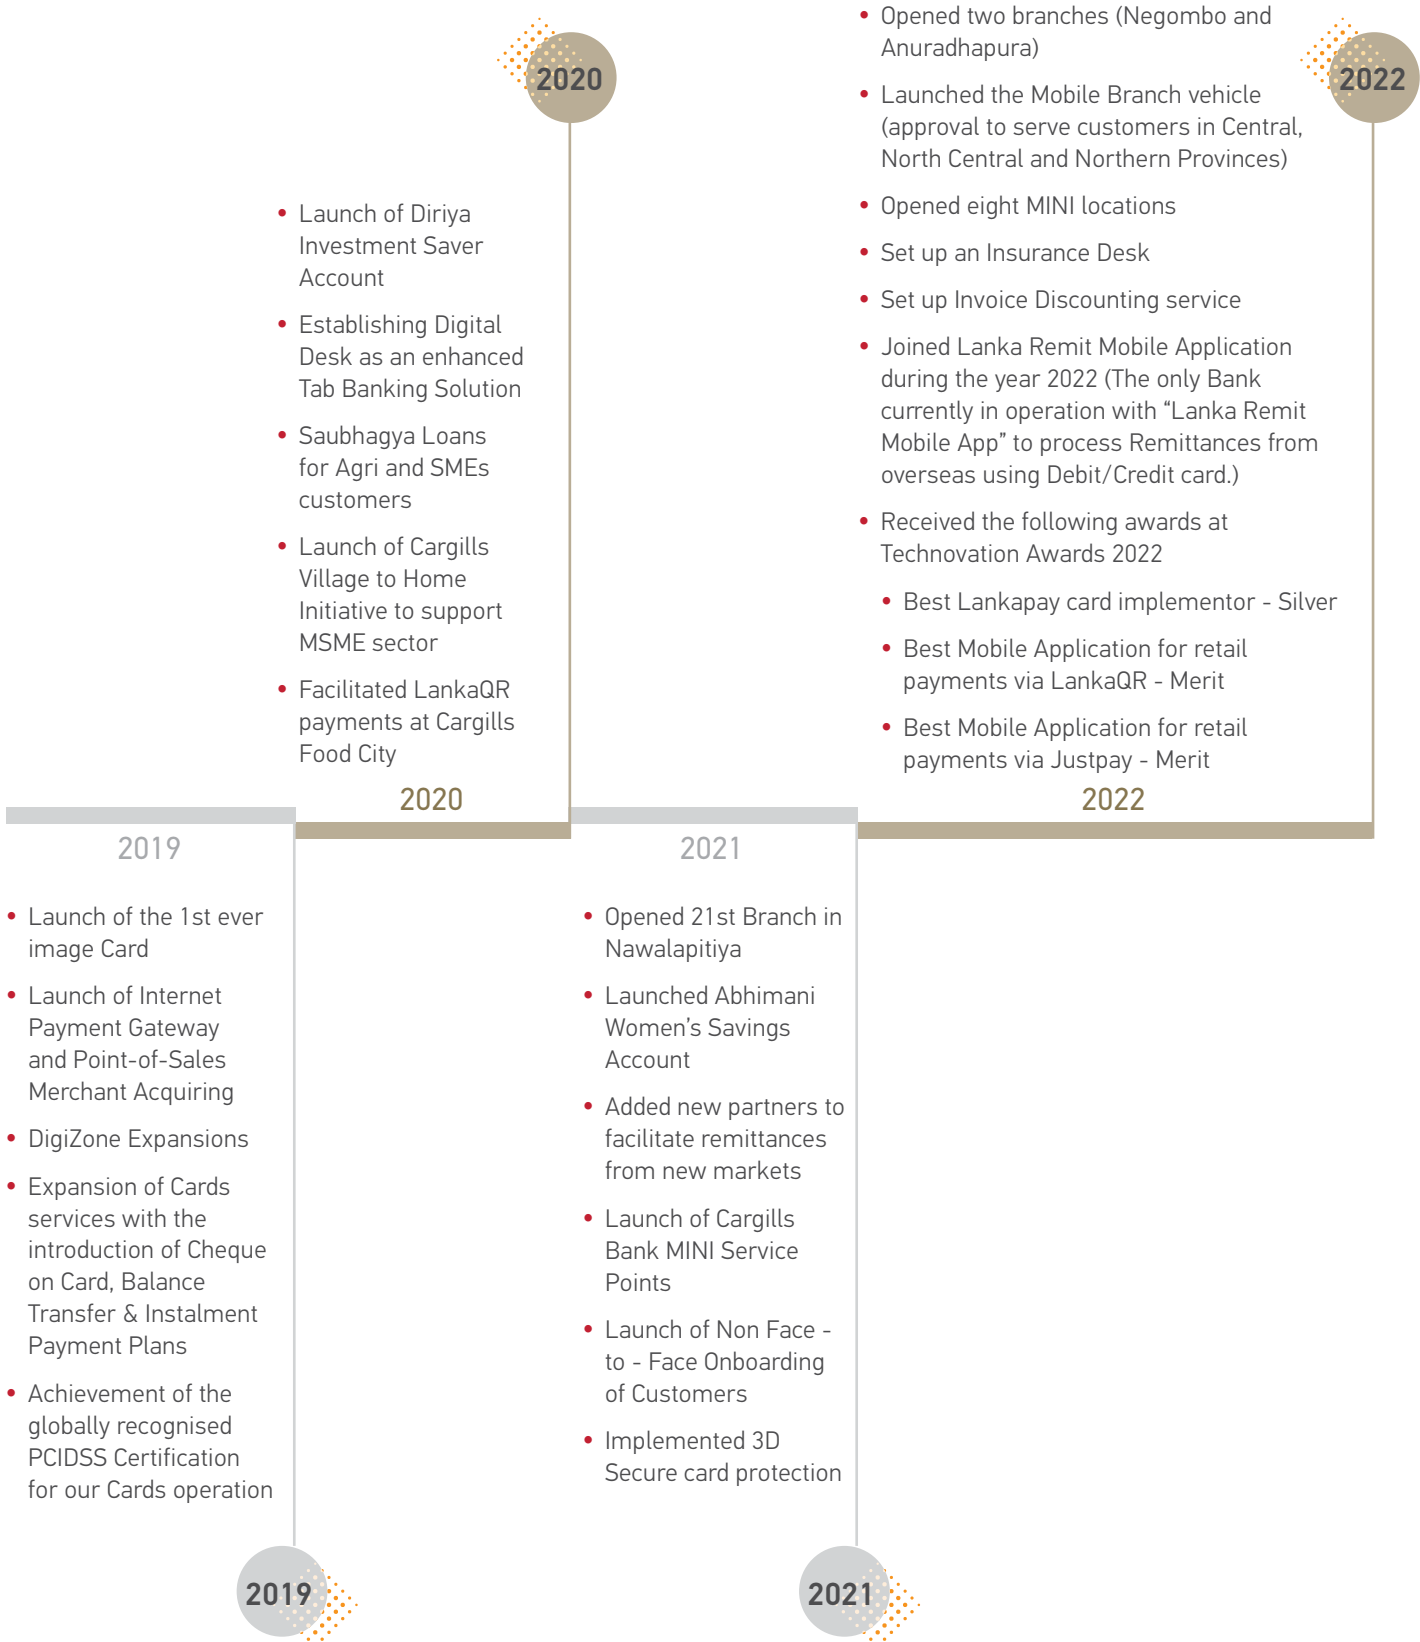 2019
• Launch of the 1st ever
image Card
• Launch of Internet
Payment Gateway
and Point-of-Sales
Merchant Acquiring
• DigiZone Expansions
• Expansion of Cards
services with the
introduction of Cheque
on Card, Balance
Transfer & Instalment
Payment Plans
• Achievement of the
globally recognised
PCIDSS Certification
for our Cards operation
2019
2020
• Launch of Diriya
Investment Saver
Account
• Establishing Digital
Desk as an enhanced
Tab Banking Solution
• Saubhagya Loans
for Agri and SMEs
customers
• Launch of Cargills
Village to Home
Initiative to support
MSME sector
• Facilitated LankaQR
payments at Cargills
Food City
2020
2021
• Opened 21st Branch in
Nawalapitiya
• Launched Abhimani
Women’s Savings
Account
• Added new partners to
facilitate remittances
from new markets
• Launch of Cargills
Bank MINI Service
Points
• Launch of Non Face -
to - Face Onboarding
of Customers
• Implemented 3D
Secure card protection
2021
• Opened two branches (Negombo and
Anuradhapura)
2022
• Launched the Mobile Branch vehicle
(approval to serve customers in Central,
North Central and Northern Provinces)
• Opened eight MINI locations
• Set up an Insurance Desk
• Set up Invoice Discounting service
• Joined Lanka Remit Mobile Application
during the year 2022 (The only Bank
currently in operation with “Lanka Remit
Mobile App” to process Remittances from
overseas using Debit/Credit card.)
• Received the following awards at
Technovation Awards 2022
• Best Lankapay card implementor - Silver
• Best Mobile Application for retail
payments via LankaQR - Merit
• Best Mobile Application for retail
payments via Justpay - Merit
2022